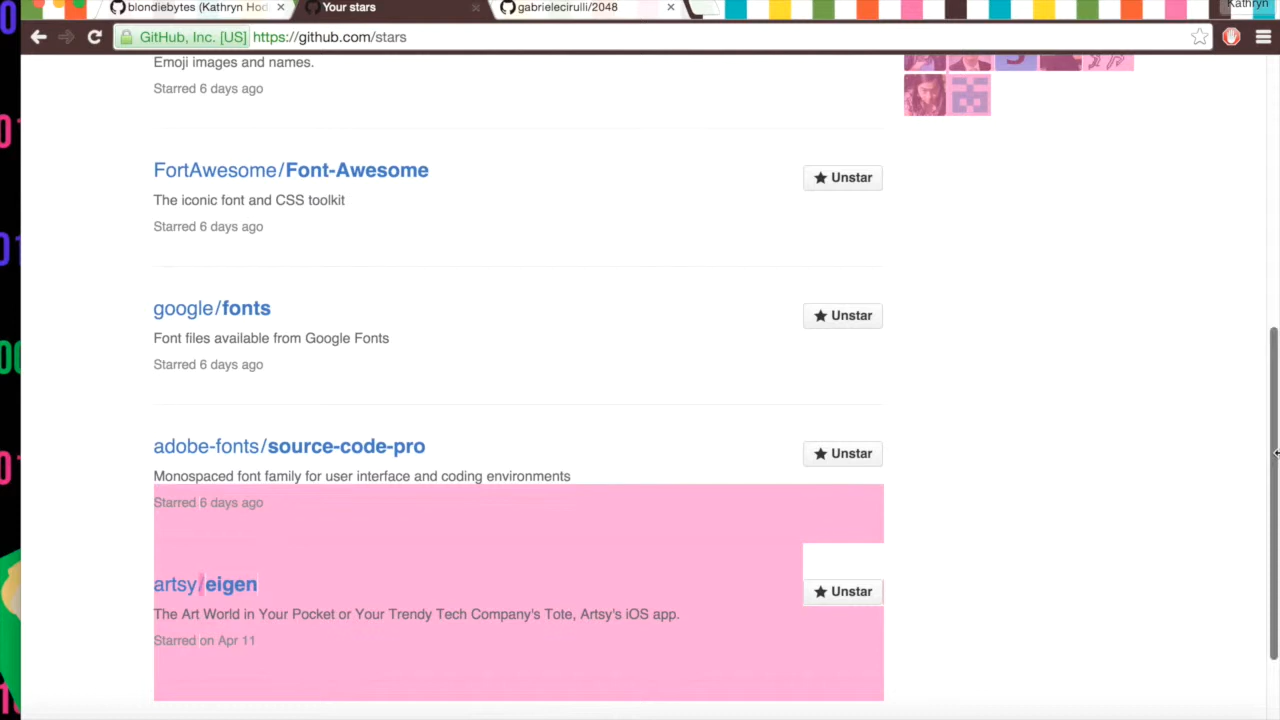 Kathryn
blondiebytes (Kathryn Hod
Your stars
gabrielecirulli/2048
GitHub, Inc. [US] https://github.com/stars
Emoji images and names.
Starred 6 days ago
FortAwesome/Font-Awesome
Unstar
The iconic font and CSS toolkit
Starred 6 days ago
google/fonts
Unstar
Font files available from Google Fonts
Starred 6 days ago
adobe-fonts/source-code-pro
Unstar
Monospaced font family for user interface and coding environments
Starred 6 days ago
artsy/eigen
Unstar
The Art World in Your Pocket or Your Trendy Tech Company's Tote, Artsy's iOS app.
Starred on Apr 11